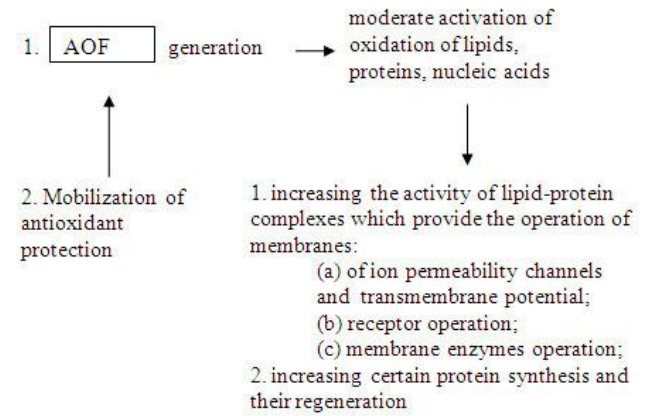 1. AOF generation
moderate activation of
oxidation of lipids,
proteins, nucleic acids
2. Mobilization of
antioxidant
protection
1. increasing the activity of lipid-protein
complexes which provide the operation of
membranes:
(a) of ion permeability channels
and transmembrane potential;
(b) receptor operation;
(c) membrane enzymes operation;
2. increasing certain protein synthesis and
their regeneration